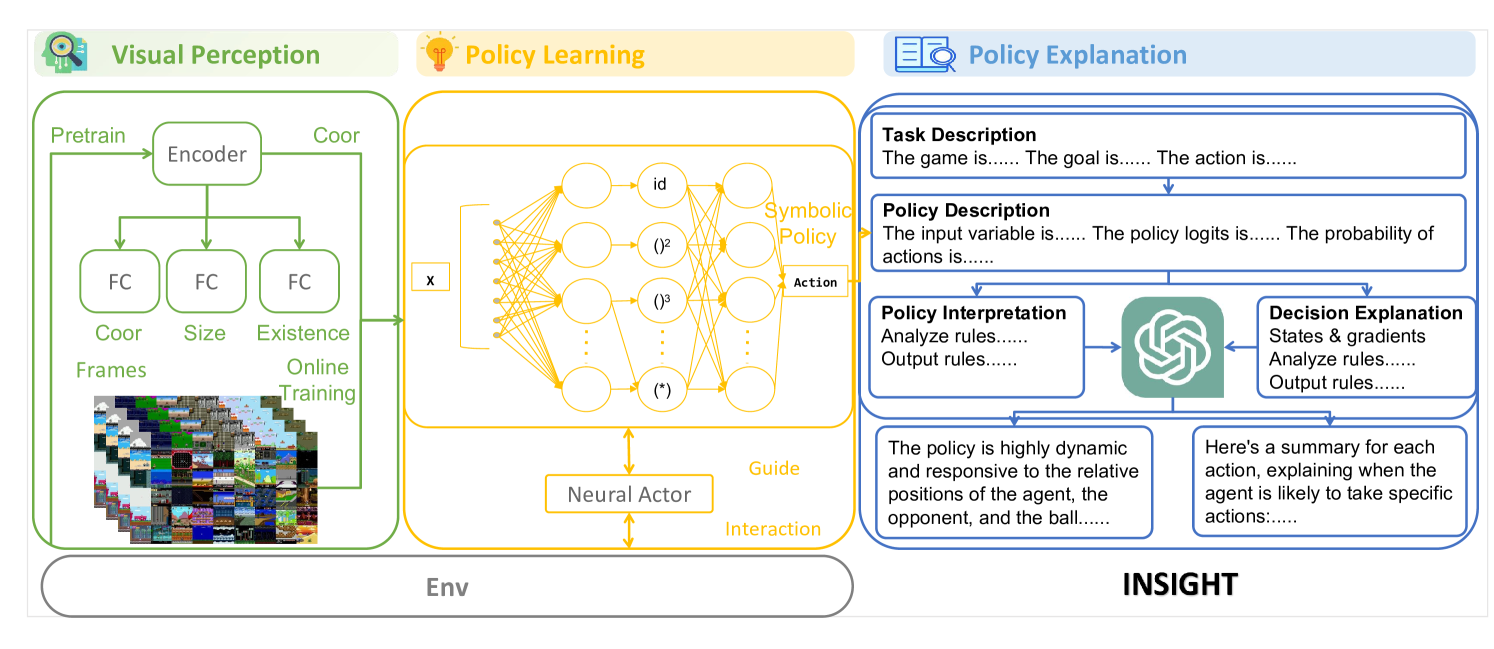 Visual Perception
Policy Learning
Policy Explanation
Pretrain
Encoder
Coor
FC
FC
FC
Coor
Size
Existence
Frames
Online
Training
X
id
()²
()³
(*)
Symbolic
Policy
Action
Guide
Neural Actor
Interaction
Env
Task Description
The game is...... The goal is...... The action is......
Policy Description
The input variable is...... The policy logits is...... The probability of
actions is......
Policy Interpretation
Analyze rules......
Output rules......
Decision Explanation
States & gradients
Analyze rules......
Output rules......
The policy is highly dynamic
and responsive to the relative
positions of the agent, the
opponent, and the ball......
Here's a summary for each
action, explaining when the
agent is likely to take specific
actions:.....
INSIGHT